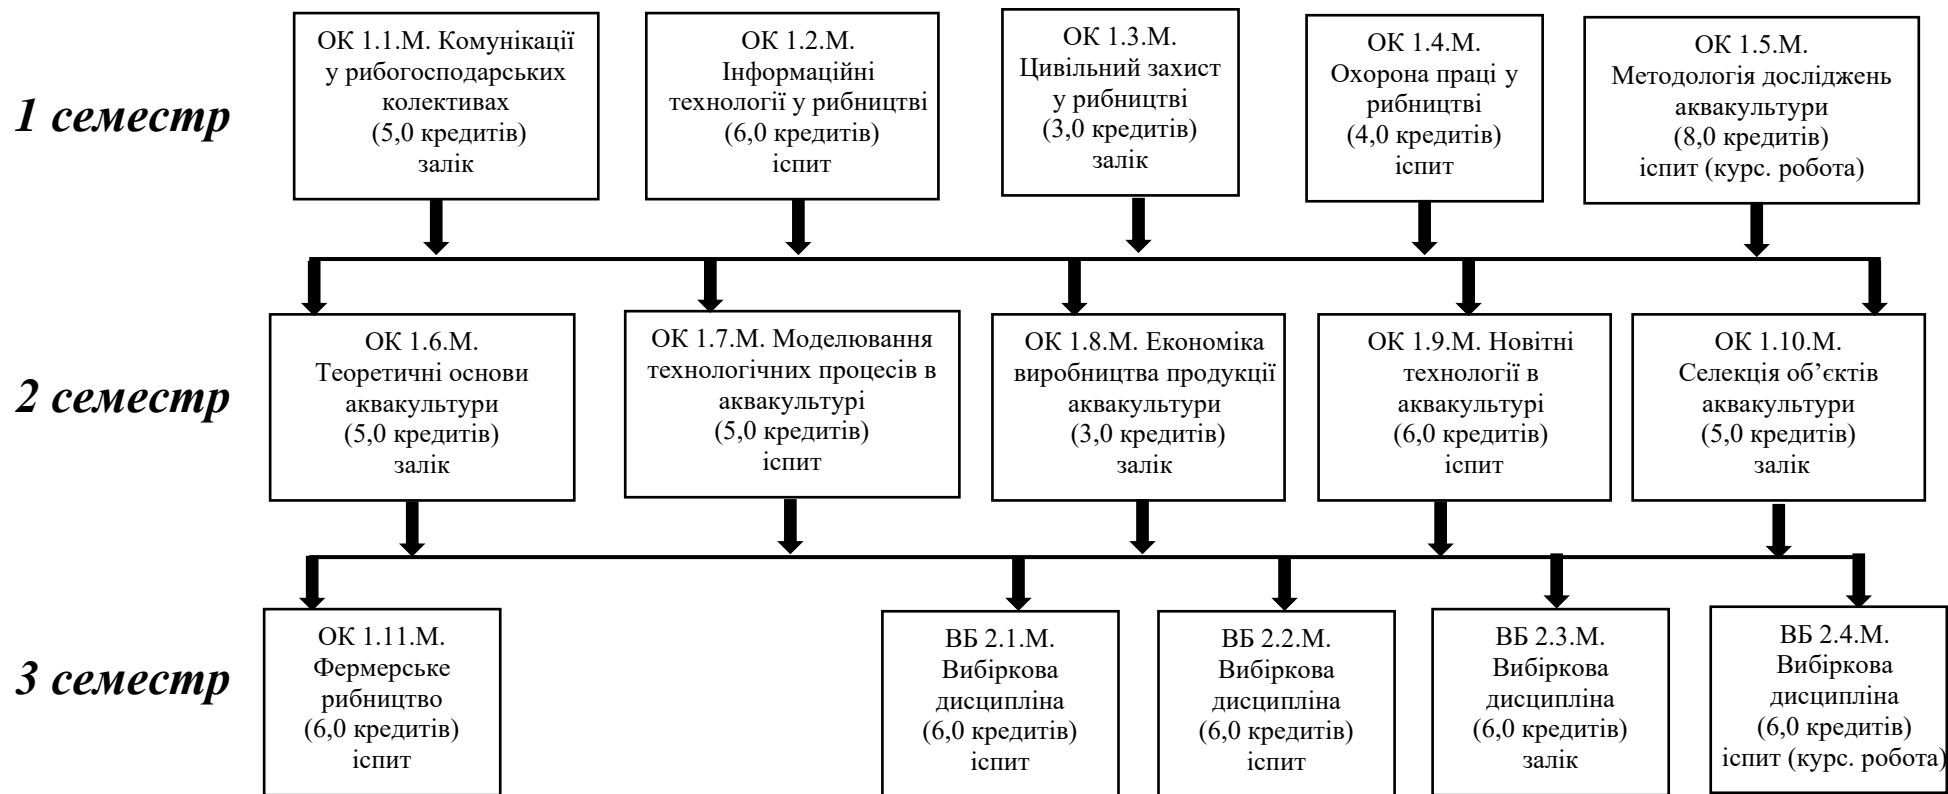 1 семестр
ОК 1.1.М. Комунікації
у рибогосподарських
колективах
(5,0 кредитів)
залік
ОК 1.2.М.
Інформаційні
технології у рибництві
(6,0 кредитів)
іспит
ОК 1.3.М.
Цивільний захист
у рибництві
(3,0 кредитів)
залік
ОК 1.4.М.
Охорона праці у
рибництві
(4,0 кредитів)
іспит
ОК 1.5.М.
Методологія досліджень
аквакультури
(8,0 кредитів)
іспит (курс. робота)
2 семестр
ОК 1.6.М.
Теоретичні основи
аквакультури
(5,0 кредитів)
залік
ОК 1.7.М. Моделювання
технологічних процесів в
аквакультурі
(5,0 кредитів)
іспит
ОК 1.8.М. Економіка
виробництва продукції
аквакультури
(3,0 кредитів)
залік
ОК 1.9.М. Новітні
технології в
аквакультурі
(6,0 кредитів)
іспит
ОК 1.10.М.
Селекція об’єктів
аквакультури
(5,0 кредитів)
залік
3 семестр
ОК 1.11.М.
Фермерське
рибництво
(6,0 кредитів)
іспит
ВБ 2.1.М.
Вибіркова
дисципліна
(6,0 кредитів)
іспит
ВБ 2.2.М.
Вибіркова
дисципліна
(6,0 кредитів)
іспит
ВБ 2.3.М.
Вибіркова
дисципліна
(6,0 кредитів)
залік
ВБ 2.4.М.
Вибіркова
дисципліна
(6,0 кредитів)
іспит (курс. робота)